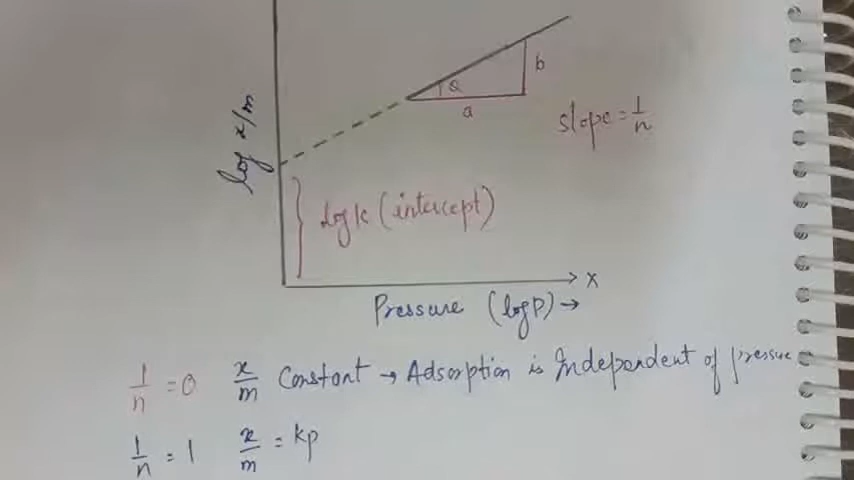 b
Q
a
slope = 1/n
log x/m
log k (intercept)
X
Pressure (log P) →
1/n = 0 x/m Constant → Adsorption is Independent of pressure
1/n = 1 x/m = kp